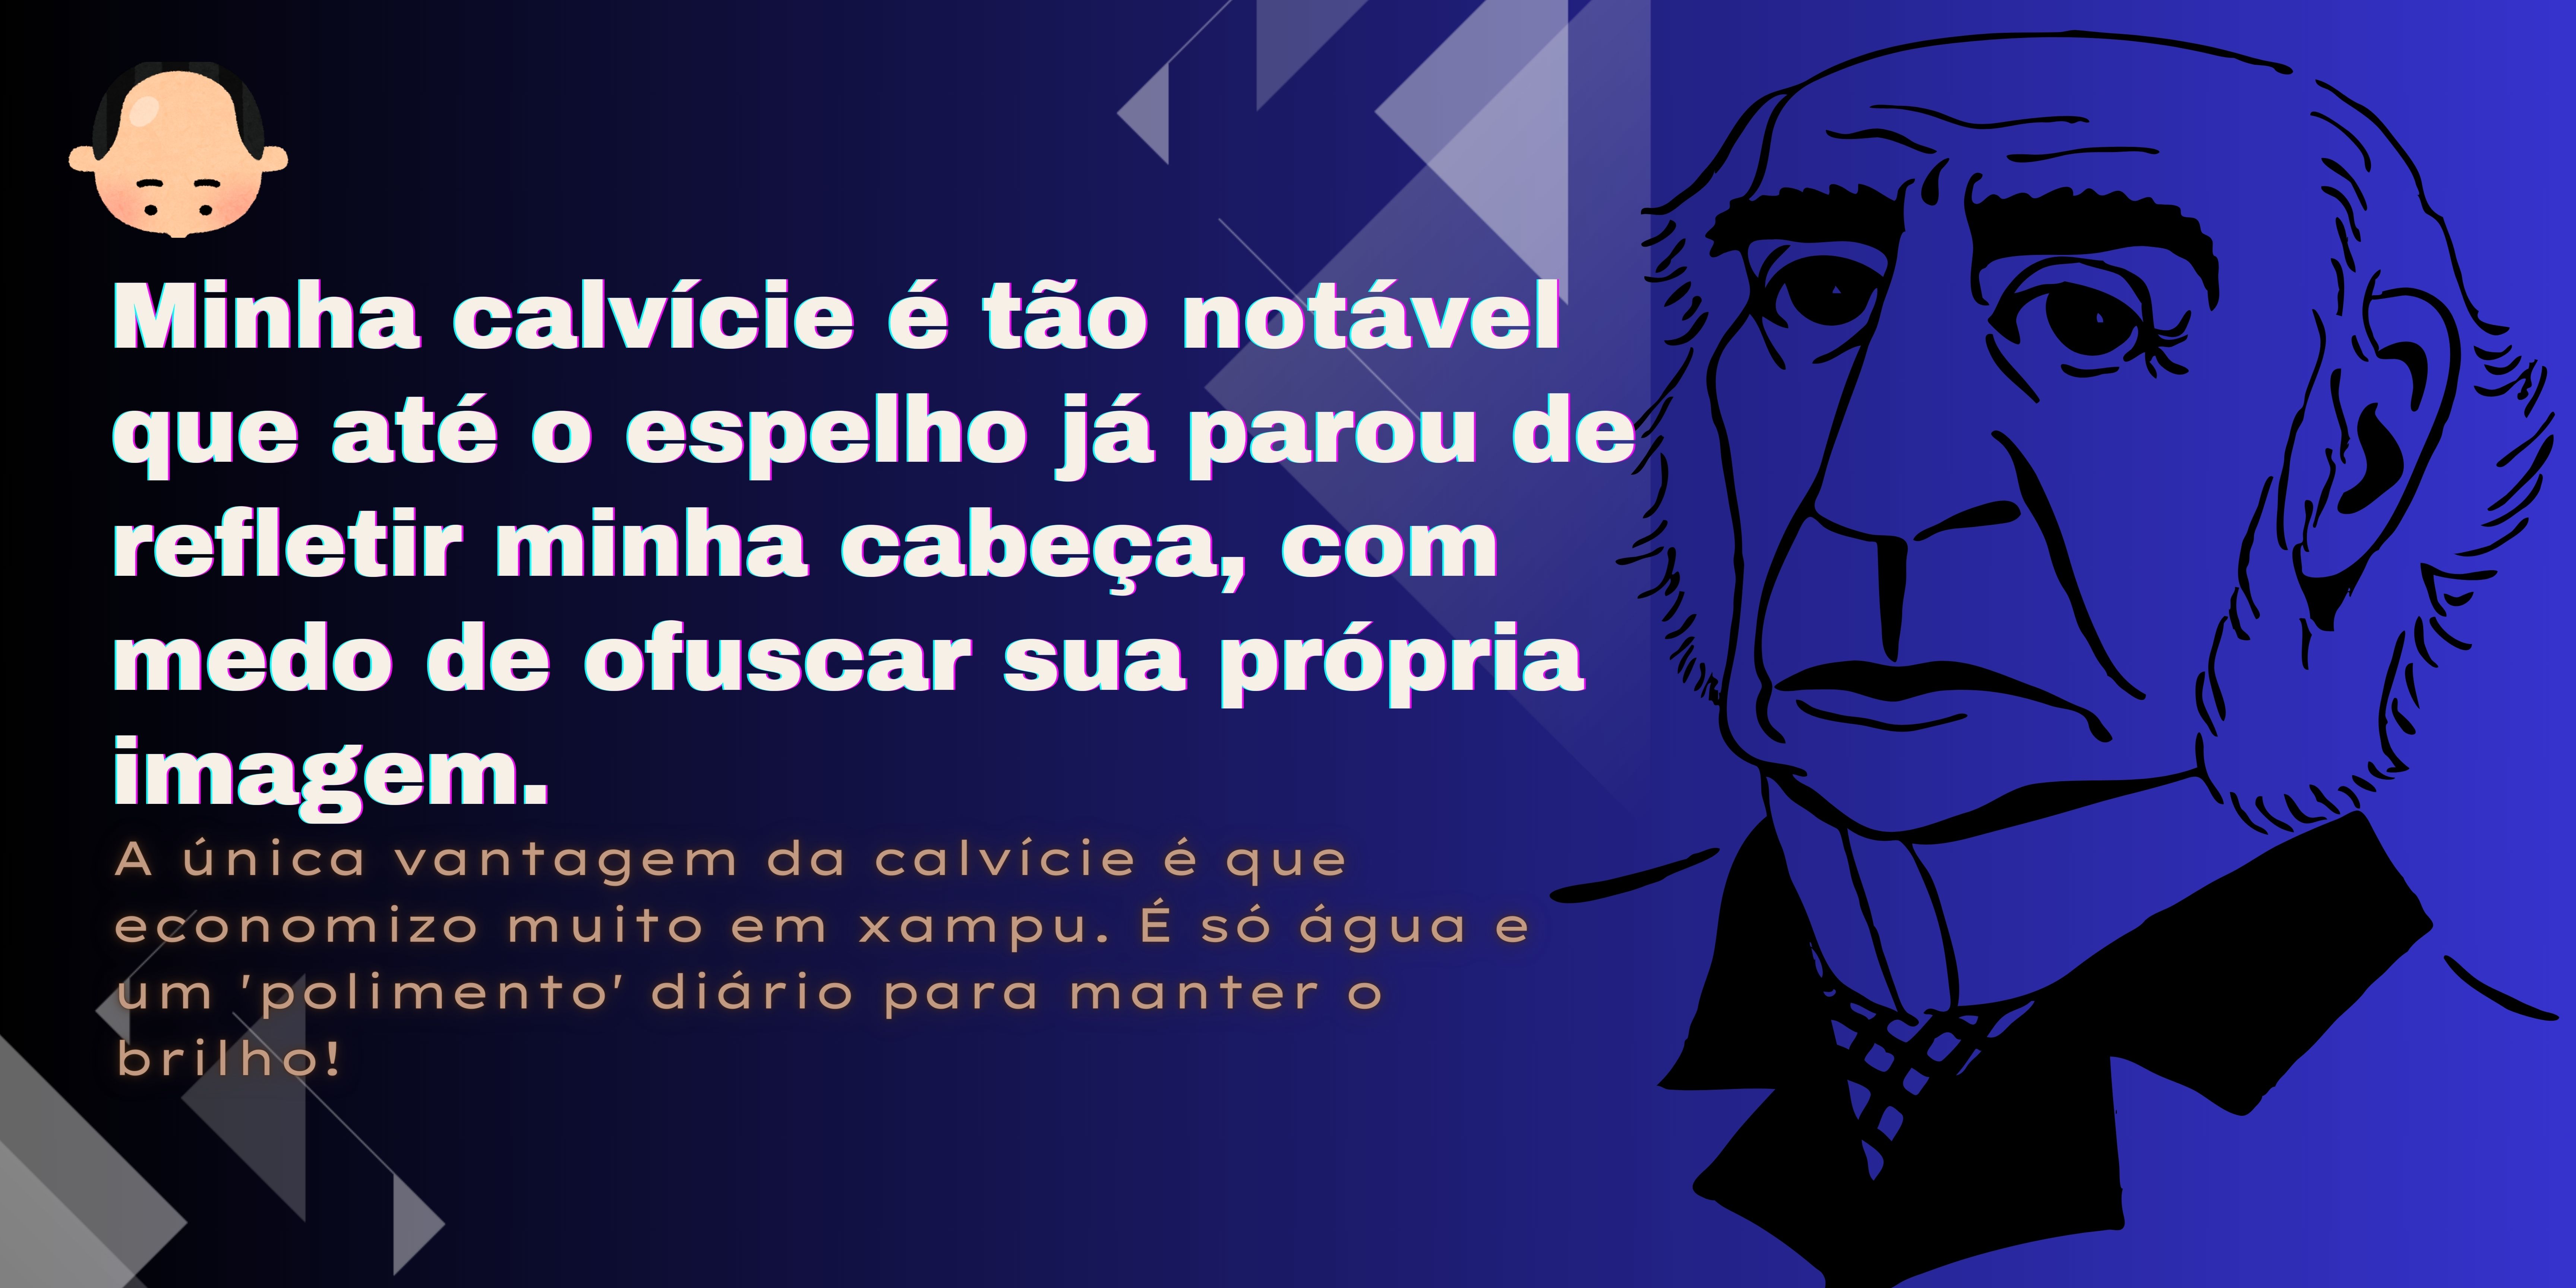 Minha calvície é tão notável
que até o espelho já parou de
refletir minha cabeça, com
medo de ofuscar sua própria
imagem.
A única vantagem da calvície é que
economizo muito em xampu. É só água e
um 'polimento' diário para manter o
brilho!